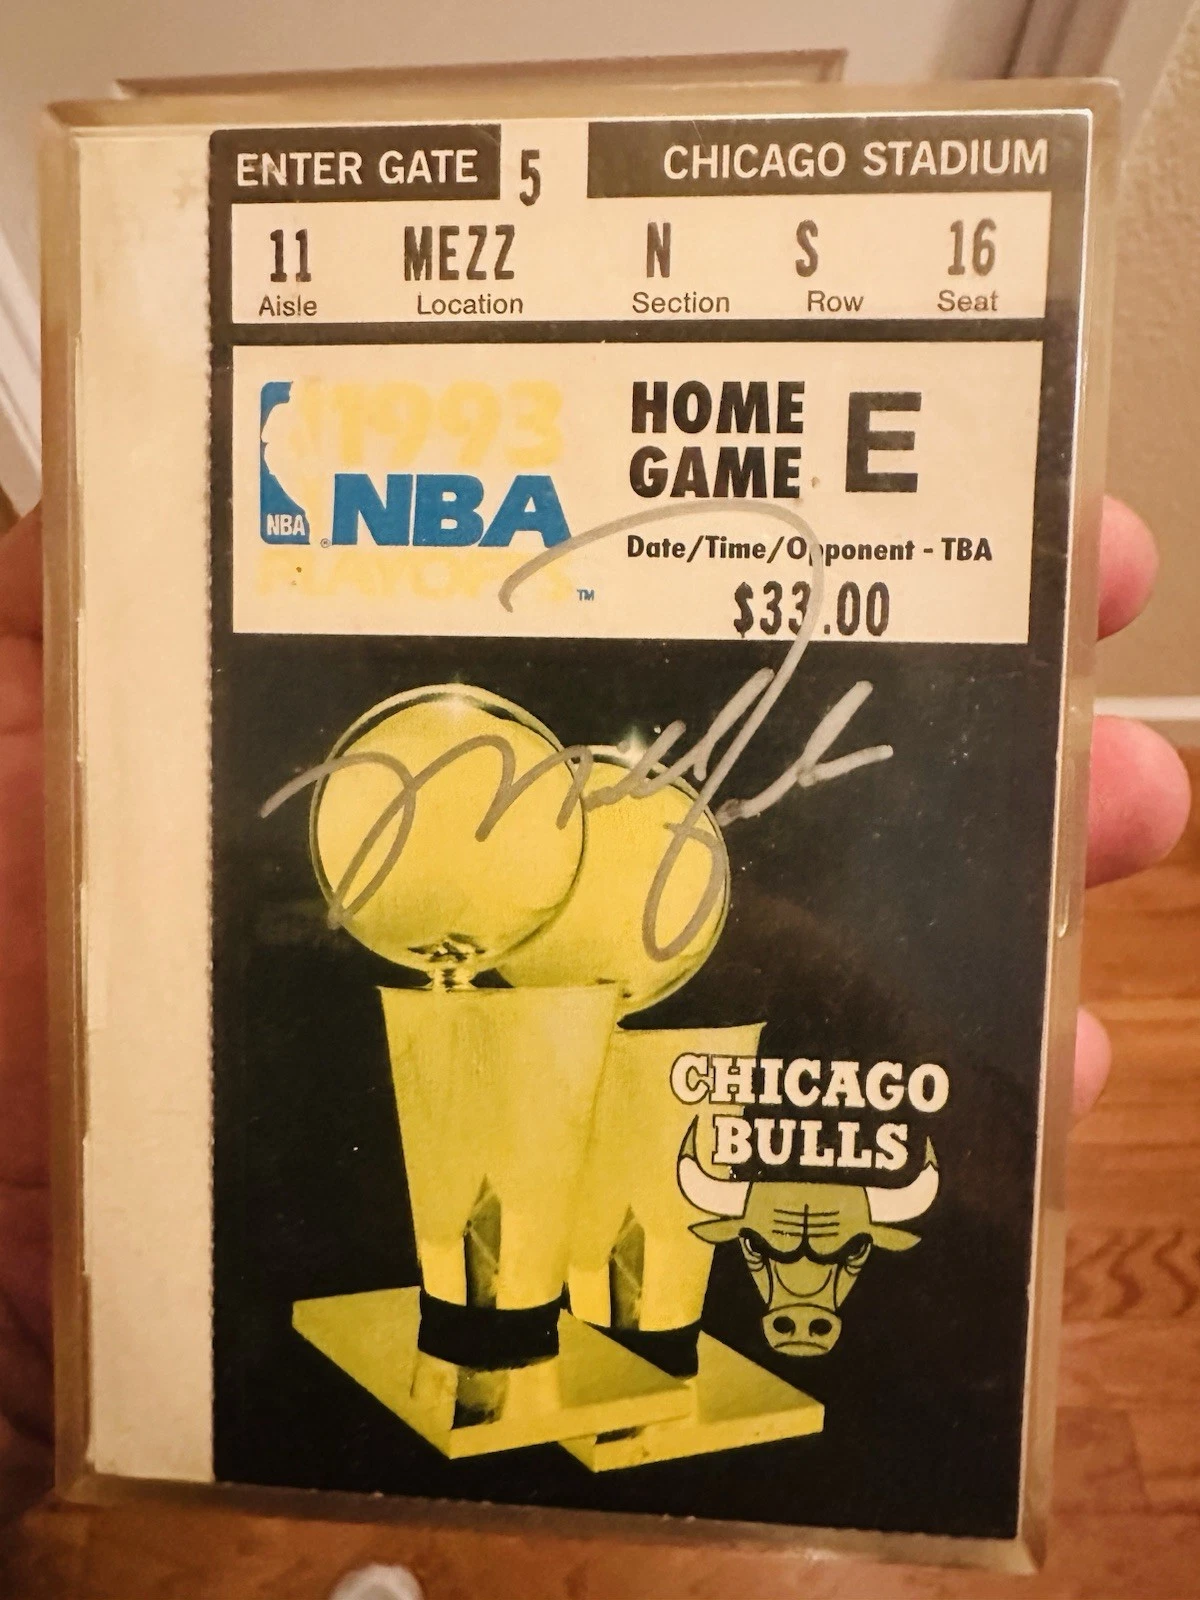 ENTER GATE 5 CHICAGO STADIUM
11 MEZZ N S 16
Aisle Location Section Row Seat
1993
NBA NBA®
PLAYOFFS™
HOME
GAME E
Date/Time/Opponent - TBA
$33.00
CHICAGO
BULLS